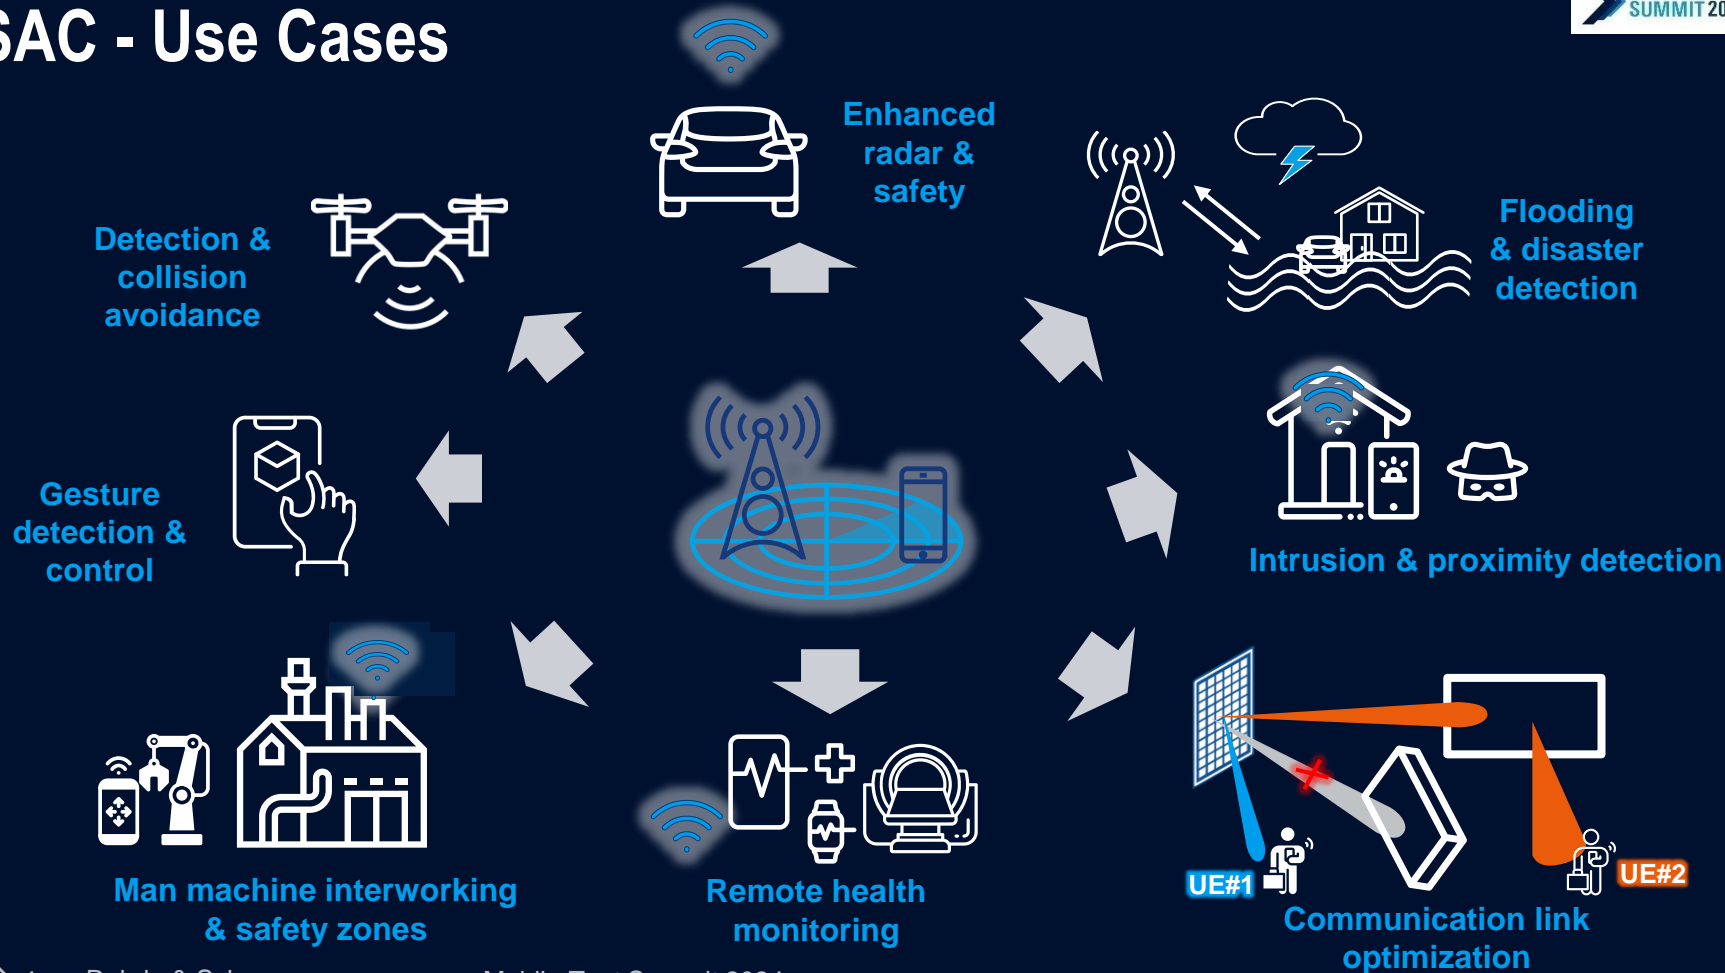 SAC - Use Cases
SUMMIT 20
Enhanced
radar &
safety
Detection &
collision
avoidance
Flooding
& disaster
detection
Gesture
detection &
control
Intrusion & proximity detection
Man machine interworking
& safety zones
Remote health
monitoring
UE#1
UE#2
Communication link
optimization